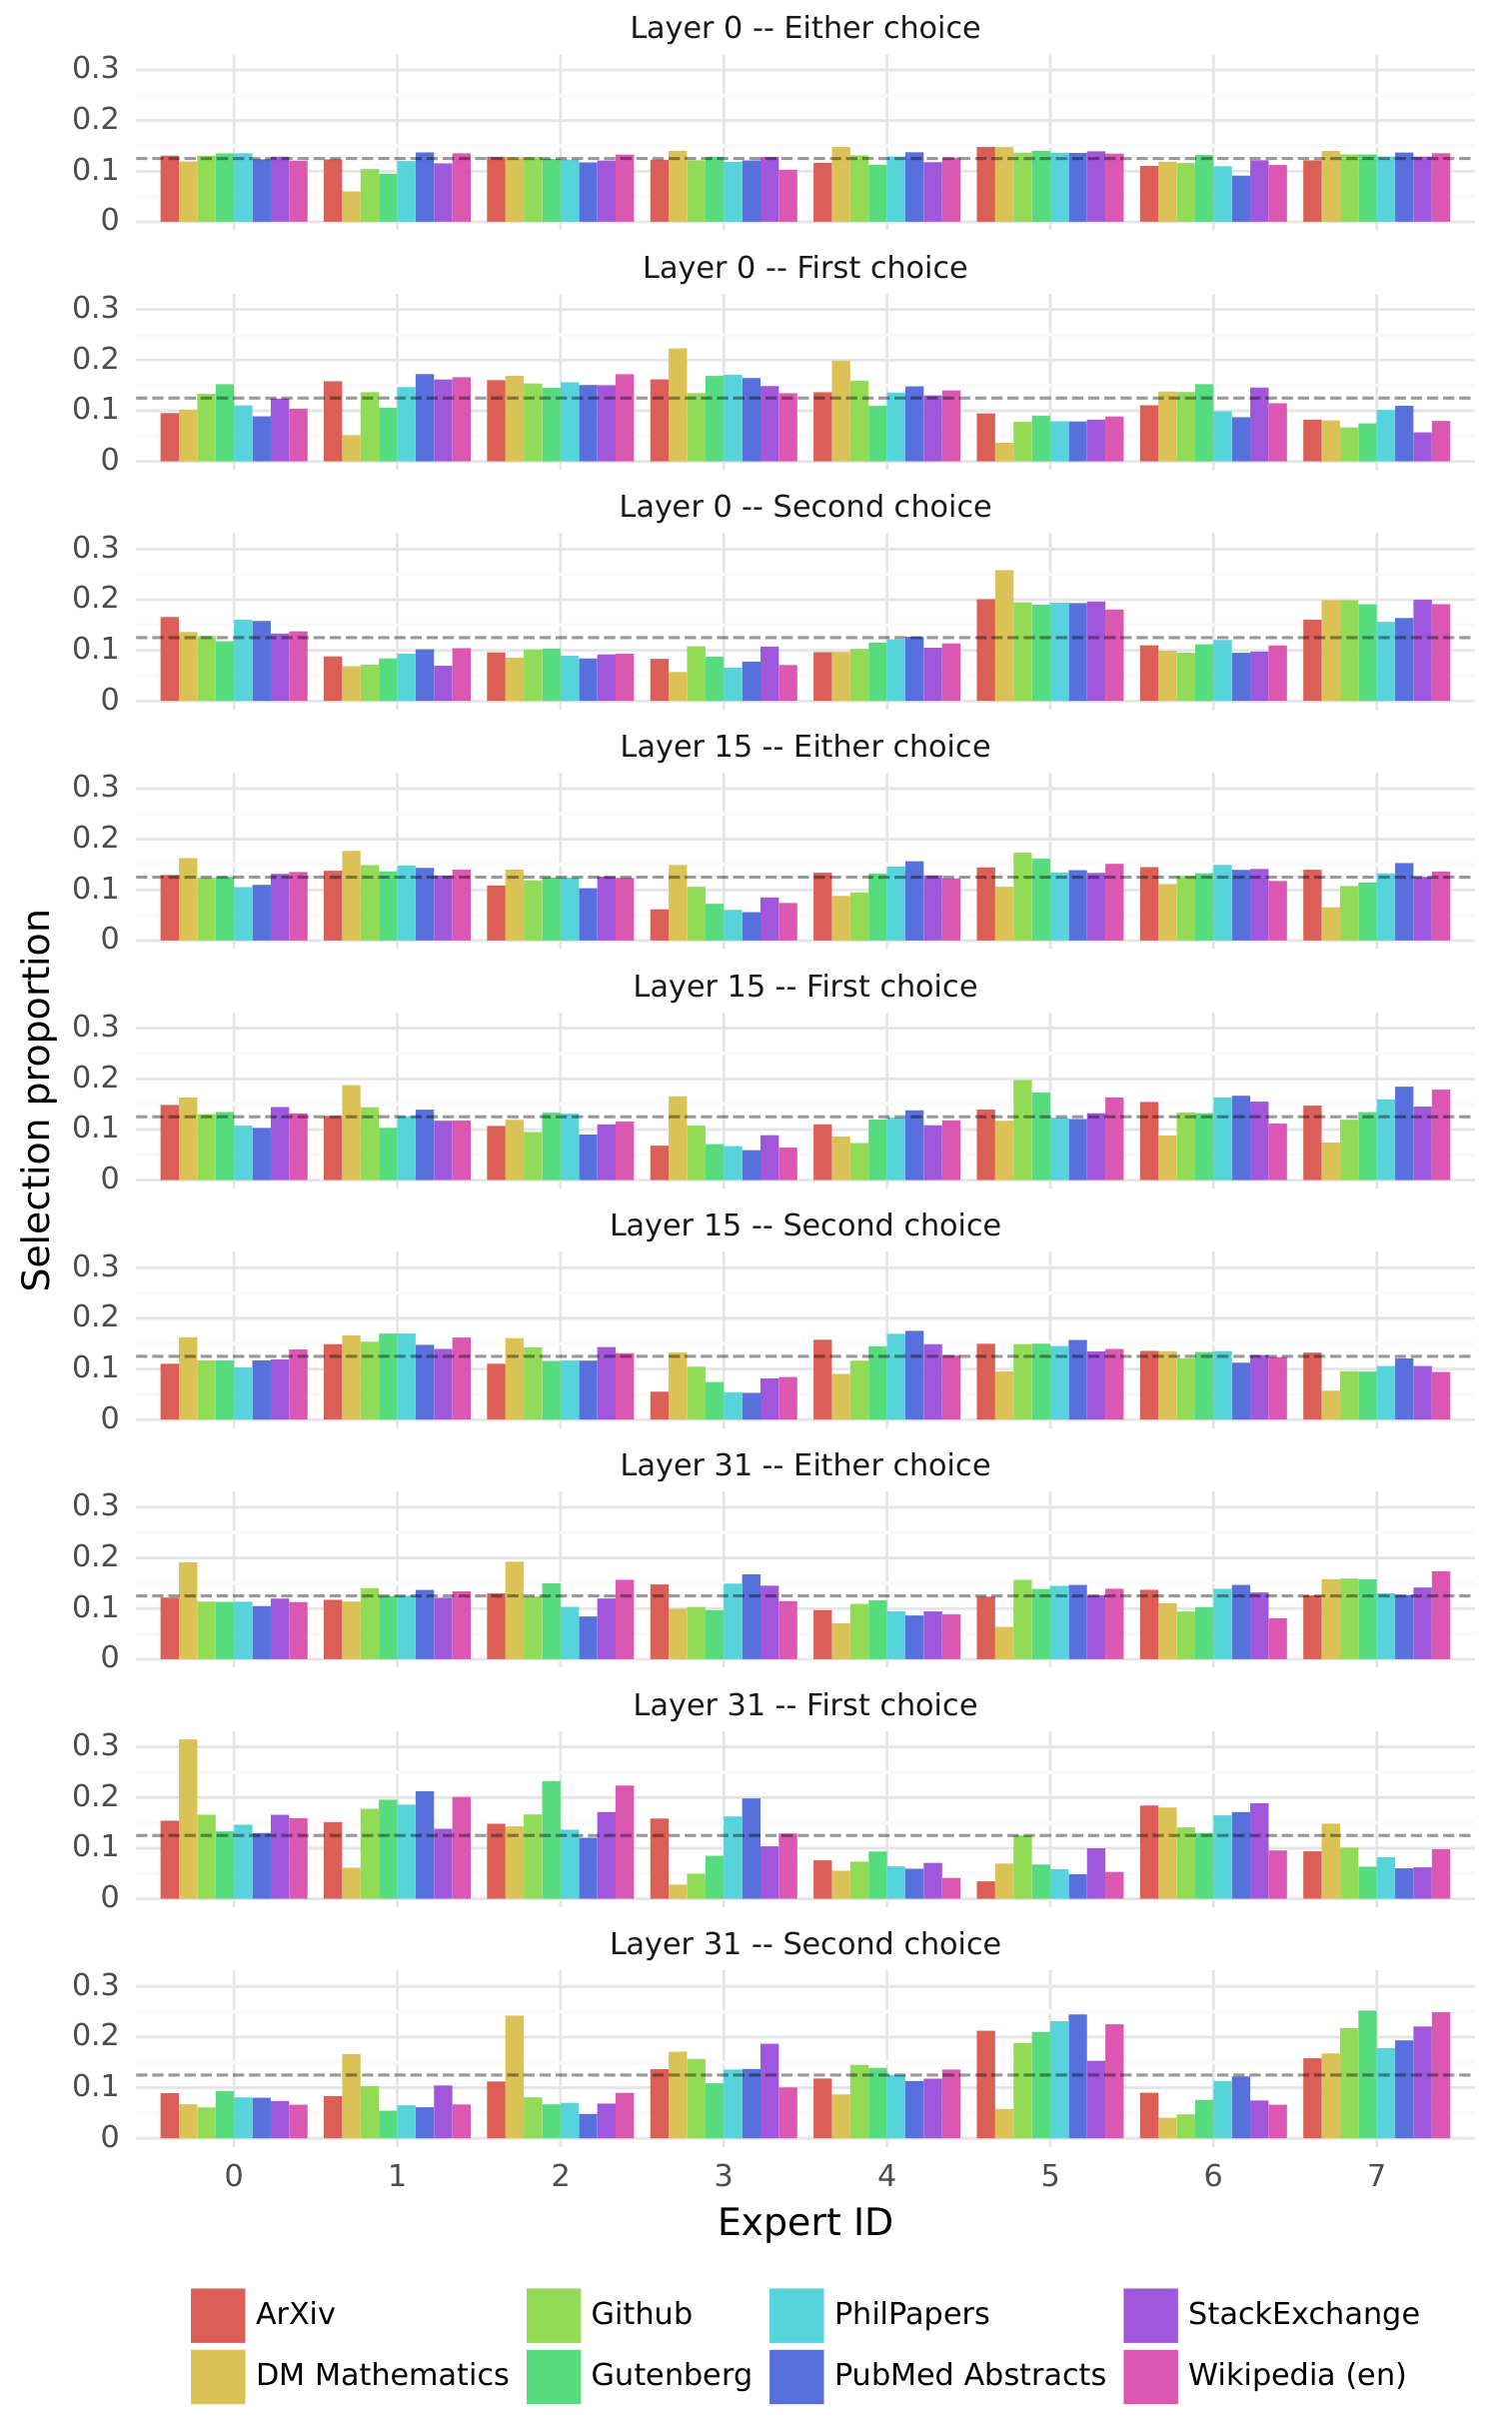 Layer 0 -- Either choice
0.3
0.2
0.1
0
Layer 0 -- First choice
0.3
0.2
0.1
0
Layer 0 -- Second choice
0.3
0.2
0.1
0
Layer 15 -- Either choice
0.3
0.2
0.1
0
Layer 15 -- First choice
0.3
0.2
0.1
0
Layer 15 -- Second choice
0.3
0.2
0.1
0
Layer 31 -- Either choice
0.3
0.2
0.1
0
Layer 31 -- First choice
0.3
0.2
0.1
0
Layer 31 -- Second choice
0.3
0.2
0.1
0
Selection proportion
0 1 2 3 4 5 6 7
Expert ID
ArXiv Github PhilPapers StackExchange
DM Mathematics Gutenberg PubMed Abstracts Wikipedia (en)